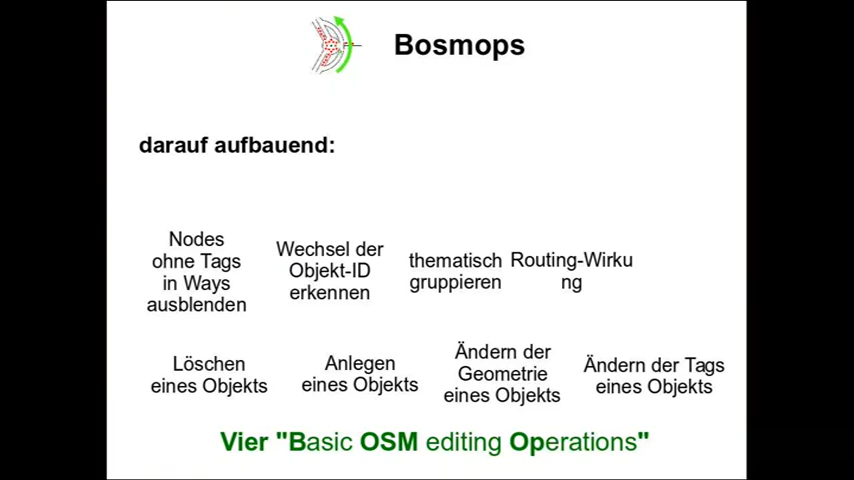 Bosmops
darauf aufbauend:
Nodes
ohne Tags
in Ways
ausblenden
Wechsel der
Objekt-ID
erkennen
thematisch
gruppieren
Routing-Wirku
ng
Löschen
eines Objekts
Anlegen
eines Objekts
Ändern der
Geometrie
eines Objekts
Ändern der Tags
eines Objekts
Vier "Basic OSM editing Operations"